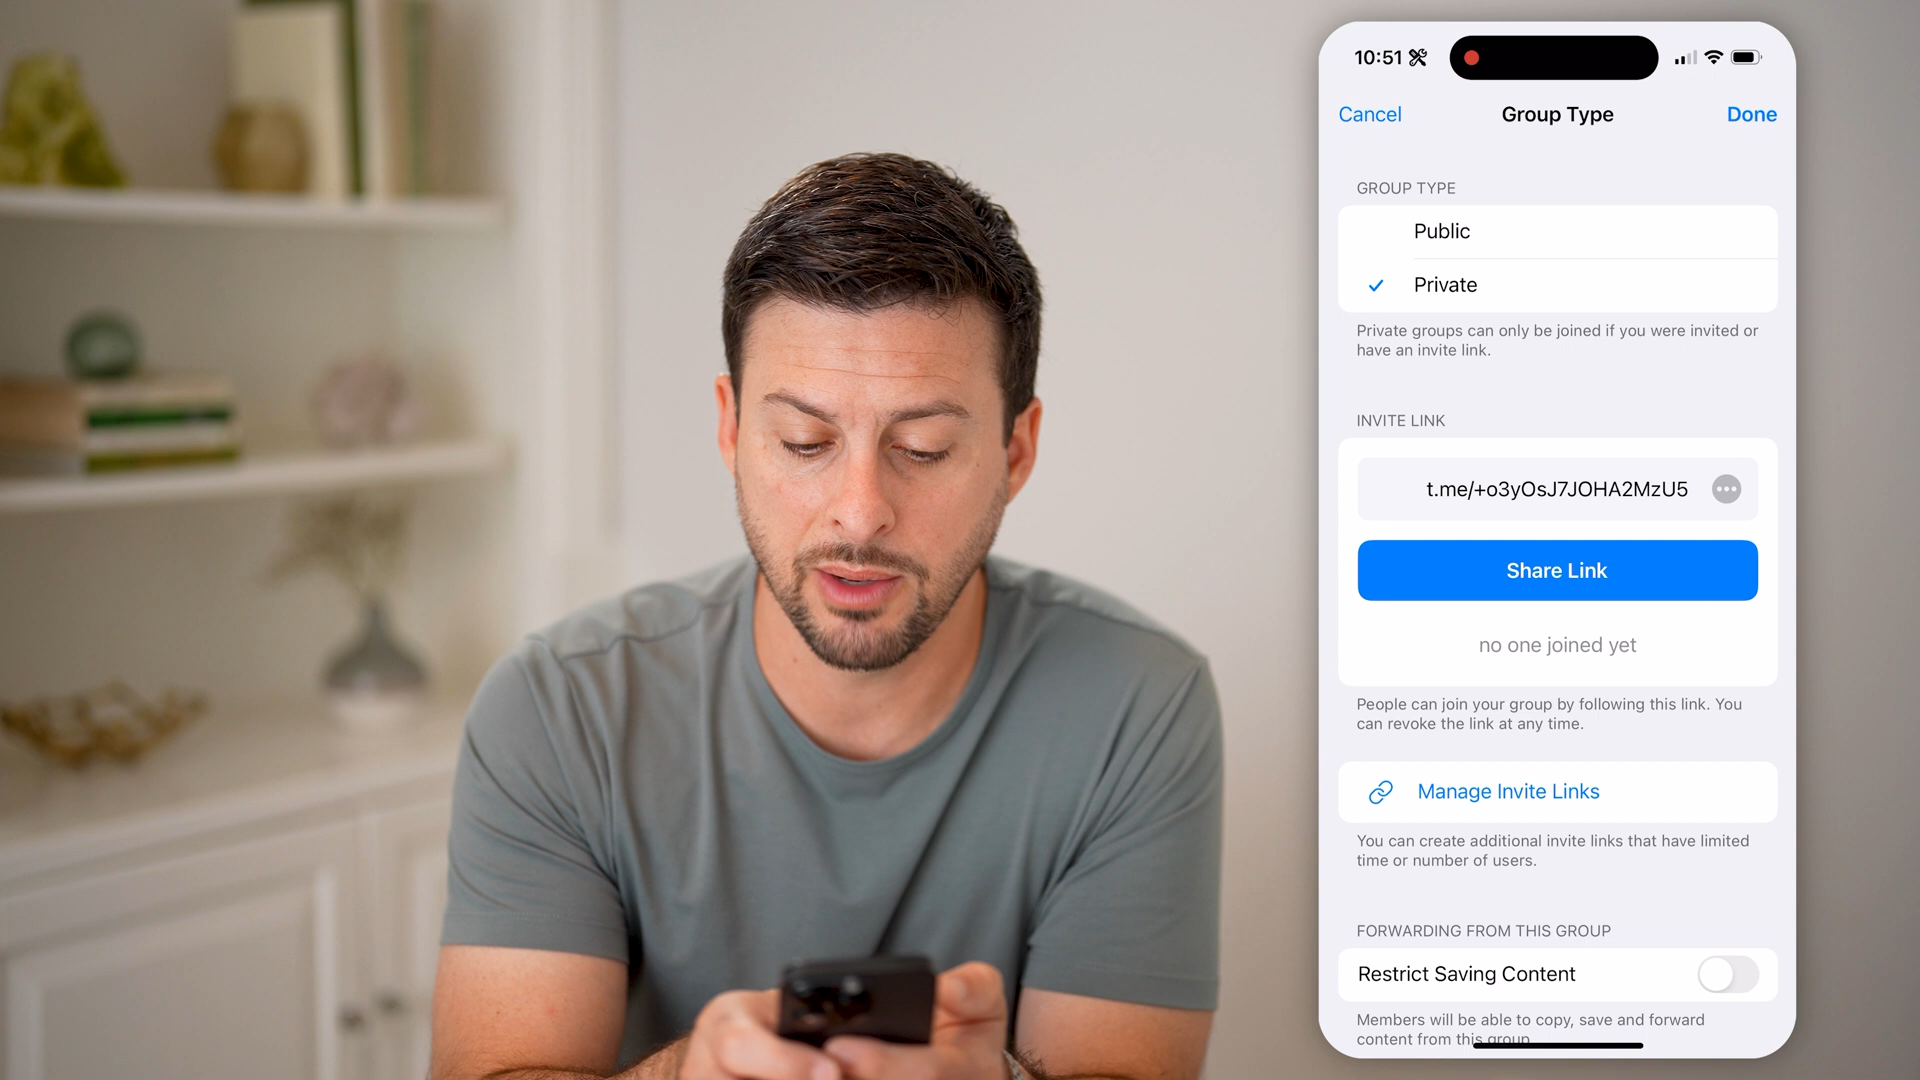 10:51
Cancel
Group Type
Done
GROUP TYPE
Public
Private
Private groups can only be joined if you were invited or
have an invite link.
INVITE LINK
t.me/+o3yOsJ7JOHA2MzU5
Share Link
no one joined yet
People can join your group by following this link. You
can revoke the link at any time.
Manage Invite Links
You can create additional invite links that have limited
time or number of users.
FORWARDING FROM THIS GROUP
Restrict Saving Content
Members will be able to copy, save and forward
content from this group.